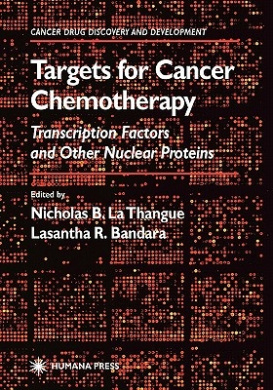 CANCER DRUG DISCOVERY AND DEVELOPMENT
Targets for Cancer
Chemotherapy
Transcription Factors
and Other Nuclear Proteins
Edited by
Nicholas B. La Thangue
Lasantha R. Bandara
HUMANA PRESS